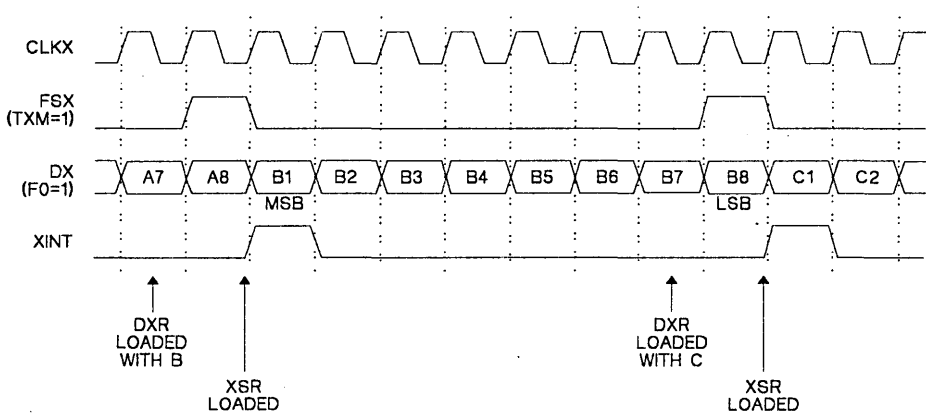 CLKX
FSX
(TXM=1)
DX
(F0=1)
A7 A8 B1 B2 B3 B4 B5 B6 B7 B8 C1 C2
MSB LSB
XINT
DXR
LOADED
WITH B
DXR
LOADED
WITH C
XSR
LOADED
XSR
LOADED